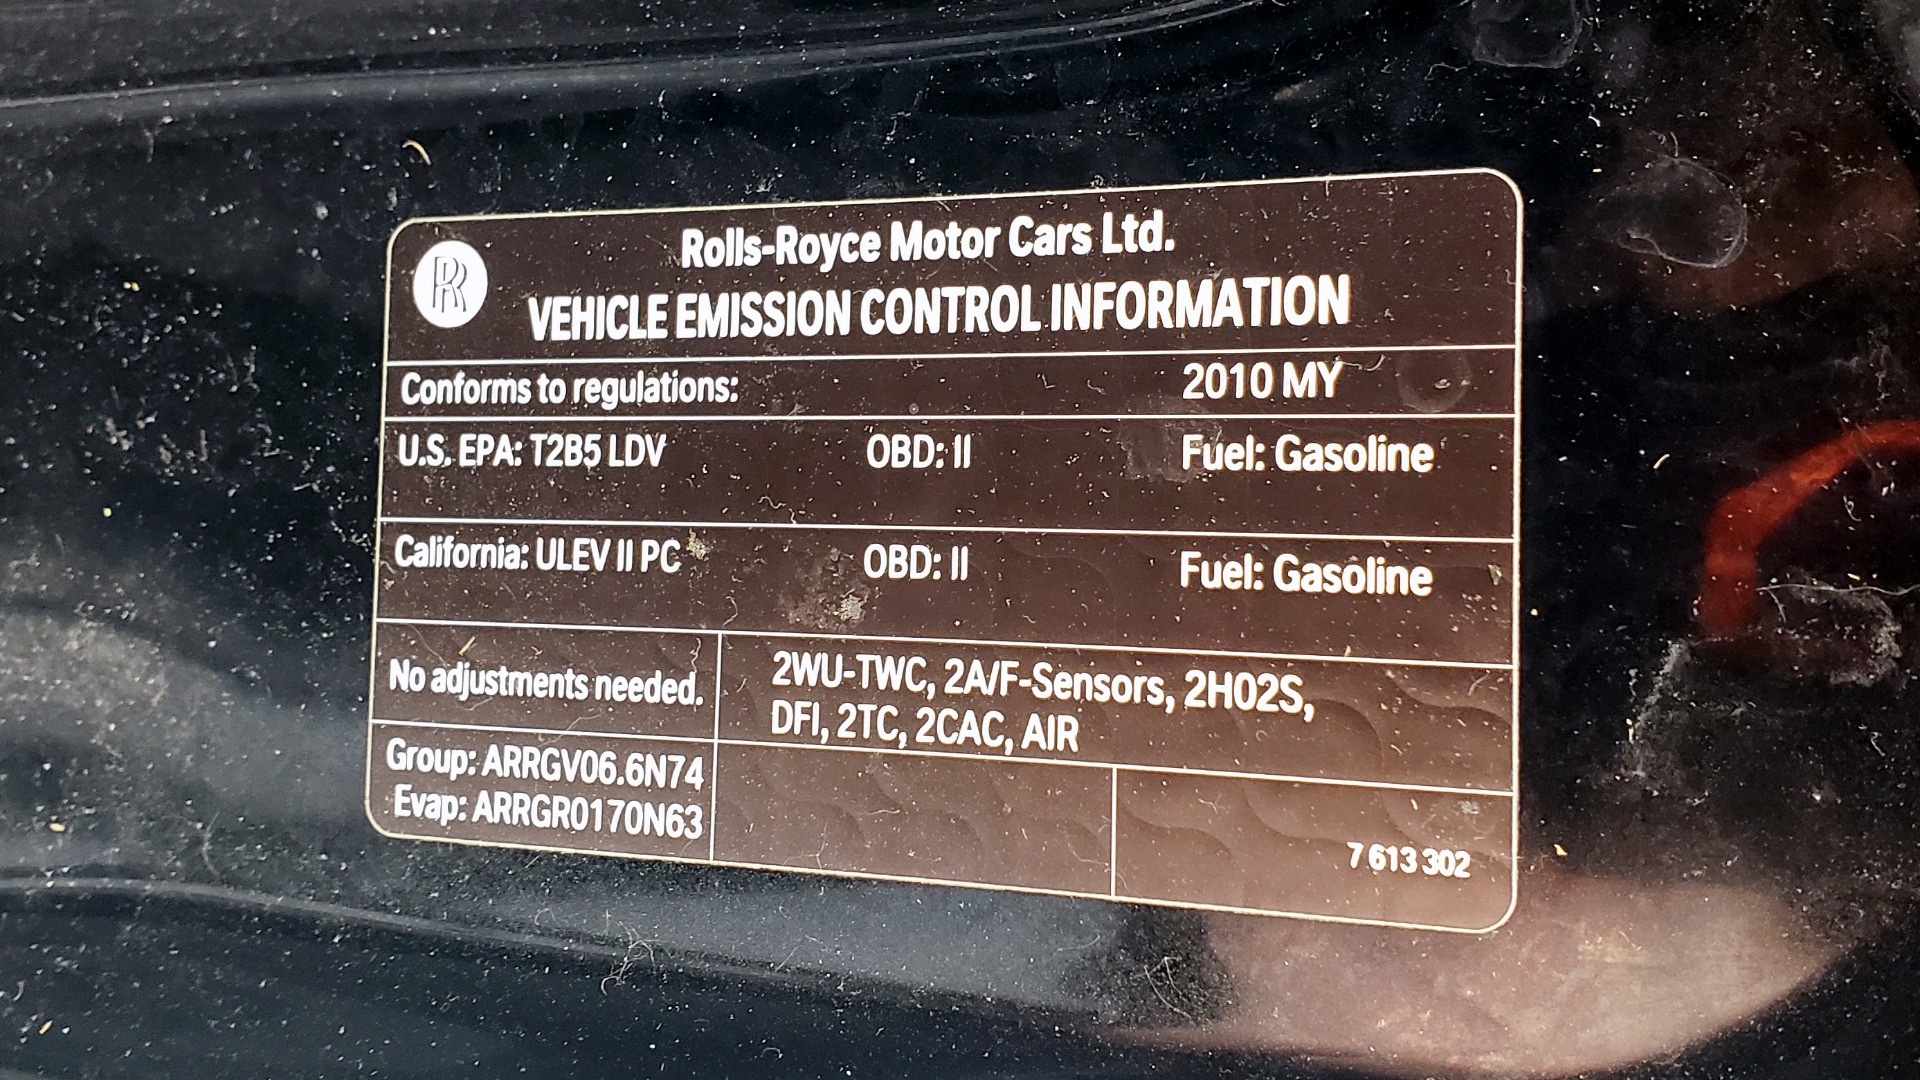 RR
Rolls-Royce Motor Cars Ltd.
VEHICLE EMISSION CONTROL INFORMATION
Conforms to regulations: 2010 MY
U.S. EPA: T2B5 LDV OBD: II Fuel: Gasoline
California: ULEV II PC OBD: II Fuel: Gasoline
No adjustments needed.
2WU-TWC, 2A/F-Sensors, 2HO2S,
DFI, 2TC, 2CAC, AIR
Group: ARRGV06.6N74
Evap: ARRGR0170N63
7 613 302